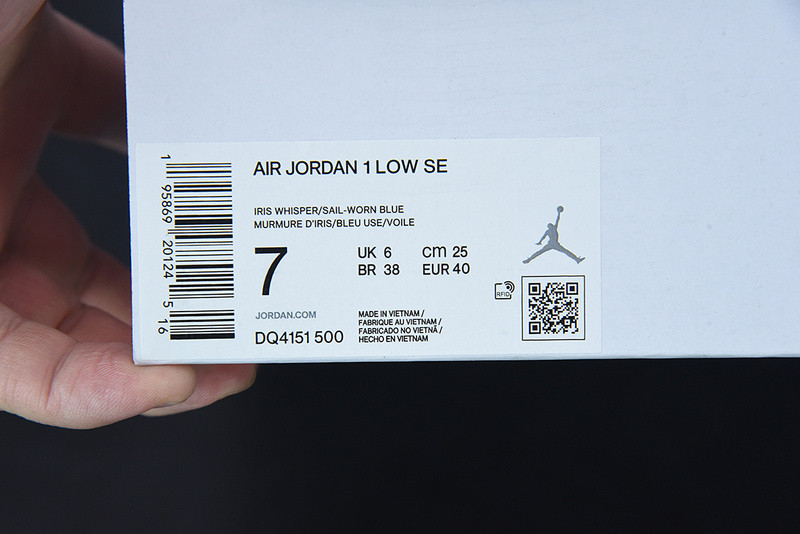 AIR JORDAN 1 LOW SE
IRIS WHISPER/SAIL-WORN BLUE
MURMURE D'IRIS/BLEU USE/VOILE
7
UK 6 cm 25
BR 38 EUR 40
JORDAN.COM
DQ4151 500
MADE IN VIETNAM /
FABRIQUE AU VIETNAM /
FABRICADO NO VIETNÃ /
HECHO EN VIETNAM
RFID
1 95869 20124 5 16